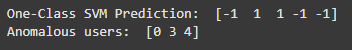 One-Class SVM Prediction:  [-1  1  1 -1 -1]
Anomalous users:  [0 3 4]